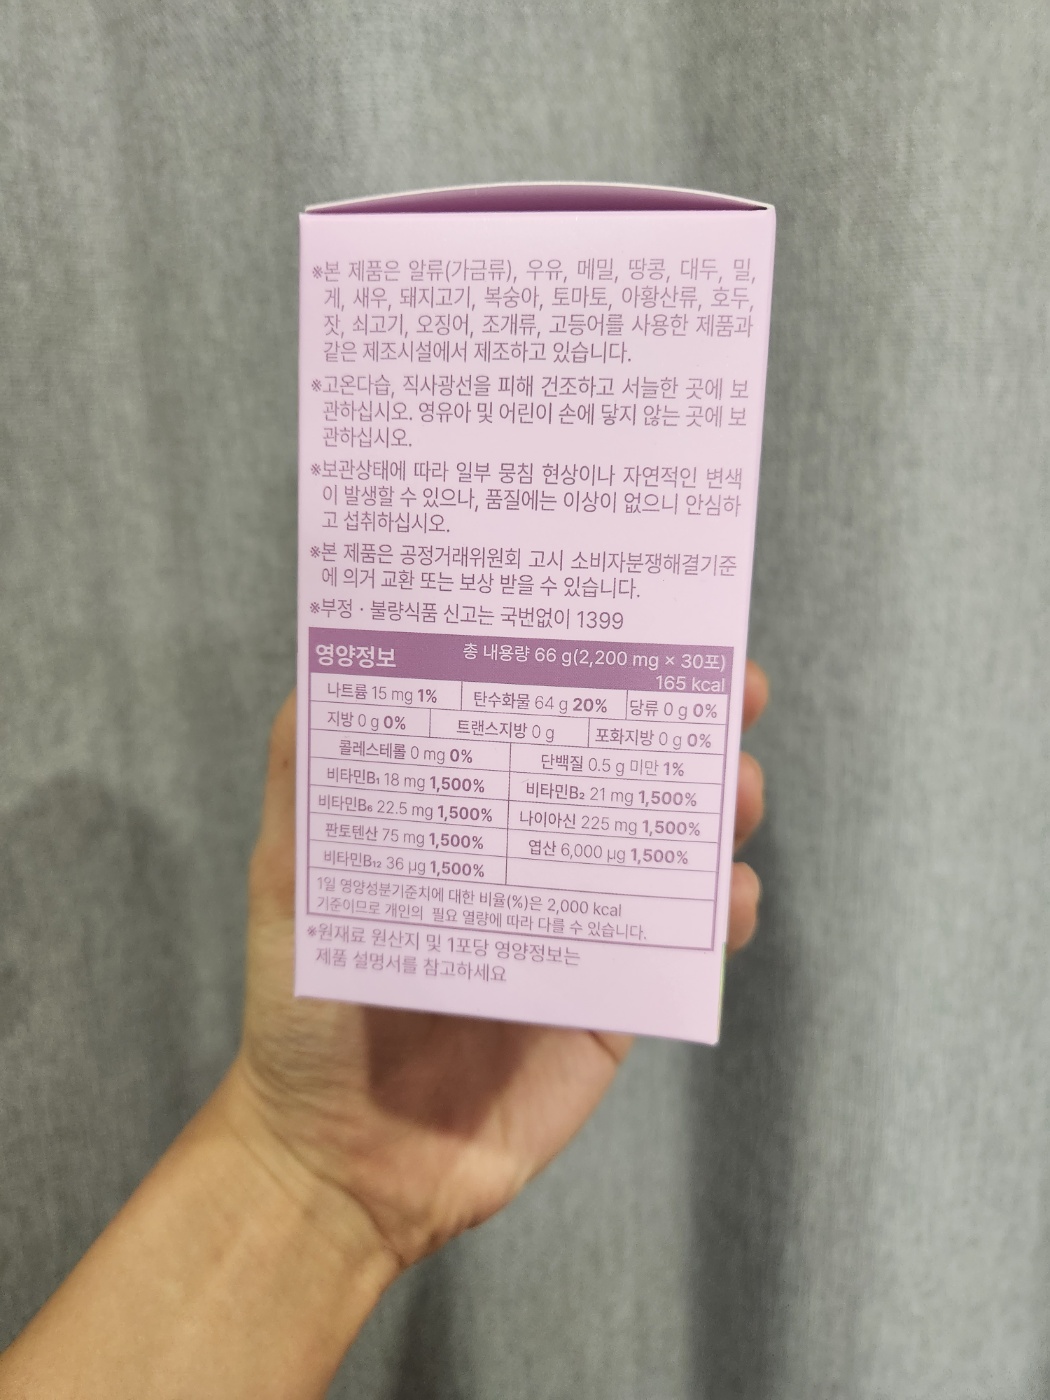 ※본 제품은 알류(가금류), 우유, 메밀, 땅콩, 대두, 밀,
게, 새우, 돼지고기, 복숭아, 토마토, 아황산류, 호두,
잣, 쇠고기, 오징어, 조개류, 고등어를 사용한 제품과
같은 제조시설에서 제조하고 있습니다.
※고온다습, 직사광선을 피해 건조하고 서늘한 곳에 보
관하십시오. 영유아 및 어린이 손에 닿지 않는 곳에 보
관하십시오.
※보관상태에 따라 일부 뭉침 현상이나 자연적인 변색
이 발생할 수 있으나, 품질에는 이상이 없으니 안심하
고 섭취하십시오.
※본 제품은 공정거래위원회 고시 소비자분쟁해결기준
에 의거 교환 또는 보상 받을 수 있습니다.
※부정 · 불량식품 신고는 국번없이 1399
영양정보 총 내용량 66 g(2,200 mg × 30포)
165 kcal
나트륨 15 mg 1% 탄수화물 64 g 20% 당류 0 g 0%
지방 0 g 0% 트랜스지방 0 g 포화지방 0 g 0%
콜레스테롤 0 mg 0% 단백질 0.5 g 미만 1%
비타민B₁ 18 mg 1,500% 비타민B₂ 21 mg 1,500%
비타민B₆ 22.5 mg 1,500% 나이아신 225 mg 1,500%
판토텐산 75 mg 1,500% 엽산 6,000 µg 1,500%
비타민B₁₂ 36 µg 1,500%
1일 영양성분기준치에 대한 비율(%)은 2,000 kcal
기준이므로 개인의 필요 열량에 따라 다를 수 있습니다.
※원재료 원산지 및 1포당 영양정보는
제품 설명서를 참고하세요